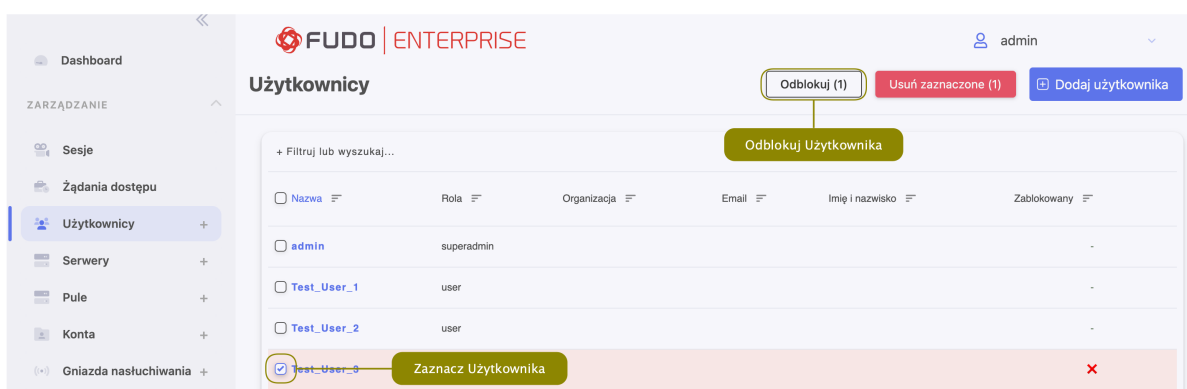 FUDO ENTERPRISE
admin
Dashboard
Użytkownicy
Odblokuj (1)
Usuń zaznaczone (1)
Dodaj użytkownika
ZARZĄDZANIE
Odblokuj Użytkownika
Sesje
+ Filtruj lub wyszukaj...
Żądania dostępu
Nazwa Rola Organizacja Email Imię i nazwisko Zablokowany
Użytkownicy +
admin superadmin -
Serwery +
Test_User_1 user -
Pule +
Test_User_2 user -
Konta +
Test_User_3
Zaznacz Użytkownika
Gniazda nasłuchiwania +